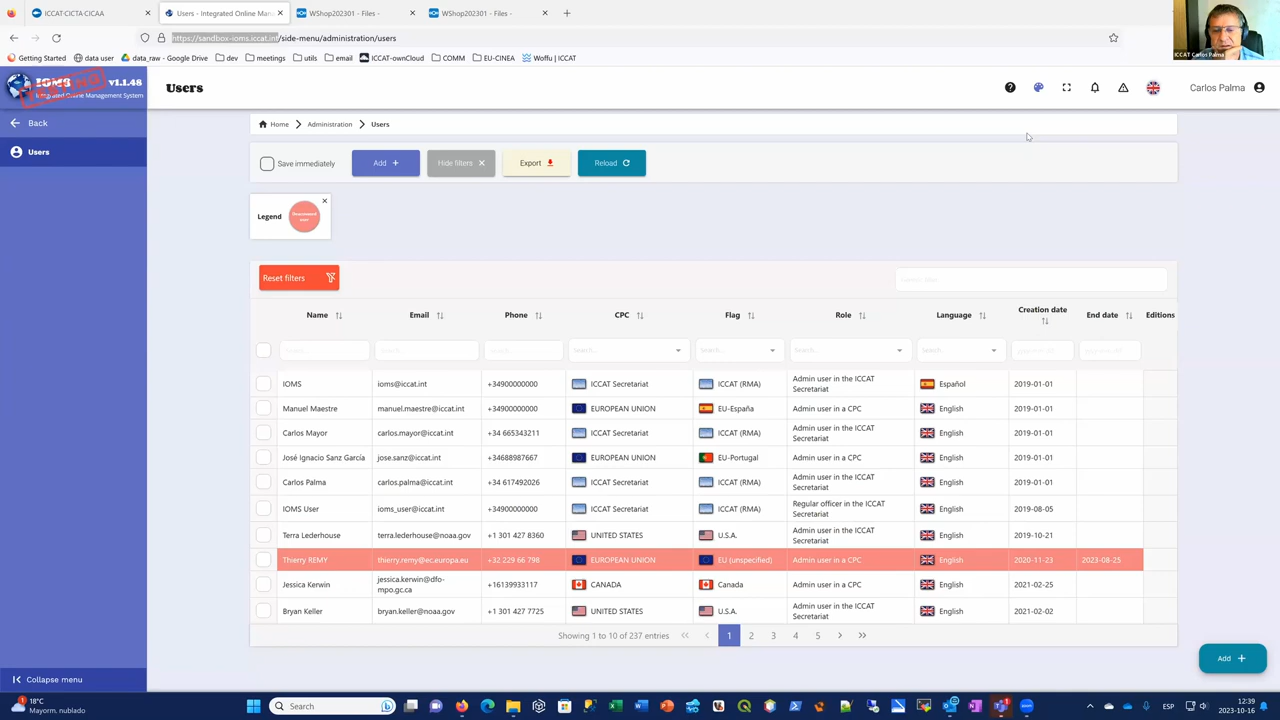 ICCAT·CICTA·CICAA
Users - Integrated Online Man
WShop202301 - Files -
WShop202301 - Files -
https://sandbox-ioms.iccat.int/side-menu/administration/users
Getting Started
data user
data_raw - Google Drive
dev
meetings
utils
email
ICCAT-ownCloud
COMM
EU-CINEA
Woffu | ICCAT
ICCAT Carlos Palma
IOMS v1.1.48
Integrated Online Management System
TESTING
Users
Carlos Palma
Back
Users
Home
Administration
Users
Save immediately
Add
Hide filters
Export
Reload
Legend
Reset filters
Name Email Phone CPC Flag Role Language Creation date End date Editions
Search... Search... Search... Search...
IOMS ioms@iccat.int +34900000000 ICCAT Secretariat ICCAT (RMA) Admin user in the ICCAT Secretariat Español 2019-01-01
Manuel Maestre manuel.maestre@iccat.int +34900000000 EUROPEAN UNION EU-España Admin user in a CPC English 2019-01-01
Carlos Mayor carlos.mayor@iccat.int +34 665343211 ICCAT Secretariat ICCAT (RMA) Admin user in the ICCAT Secretariat English 2019-01-01
José Ignacio Sanz García jose.sanz@iccat.int +34688987667 EUROPEAN UNION EU-Portugal Admin user in a CPC English 2019-01-01
Carlos Palma carlos.palma@iccat.int +34 617492026 ICCAT Secretariat ICCAT (RMA) Admin user in the ICCAT Secretariat English 2019-01-01
IOMS User ioms_user@iccat.int +34900000000 ICCAT Secretariat ICCAT (RMA) Regular officer in the ICCAT Secretariat English 2019-08-05
Terra Lederhouse terra.lederhouse@noaa.gov +1 301 427 8360 UNITED STATES U.S.A. Admin user in the ICCAT Secretariat English 2019-10-21
Thierry REMY thierry.remy@ec.europa.eu +32 229 66 798 EUROPEAN UNION EU (unspecified) Admin user in a CPC English 2020-11-23 2023-08-25
Jessica Kerwin jessica.kerwin@dfo-mpo.gc.ca +16139933117 CANADA Canada Admin user in a CPC English 2021-02-25
Bryan Keller bryan.keller@noaa.gov +1 301 427 7725 UNITED STATES U.S.A. Admin user in the ICCAT Secretariat English 2021-02-02
Showing 1 to 10 of 237 entries
1 2 3 4 5
Add
Collapse menu
18°C
Mayorm. nublado
Search
12:39
2023-10-16